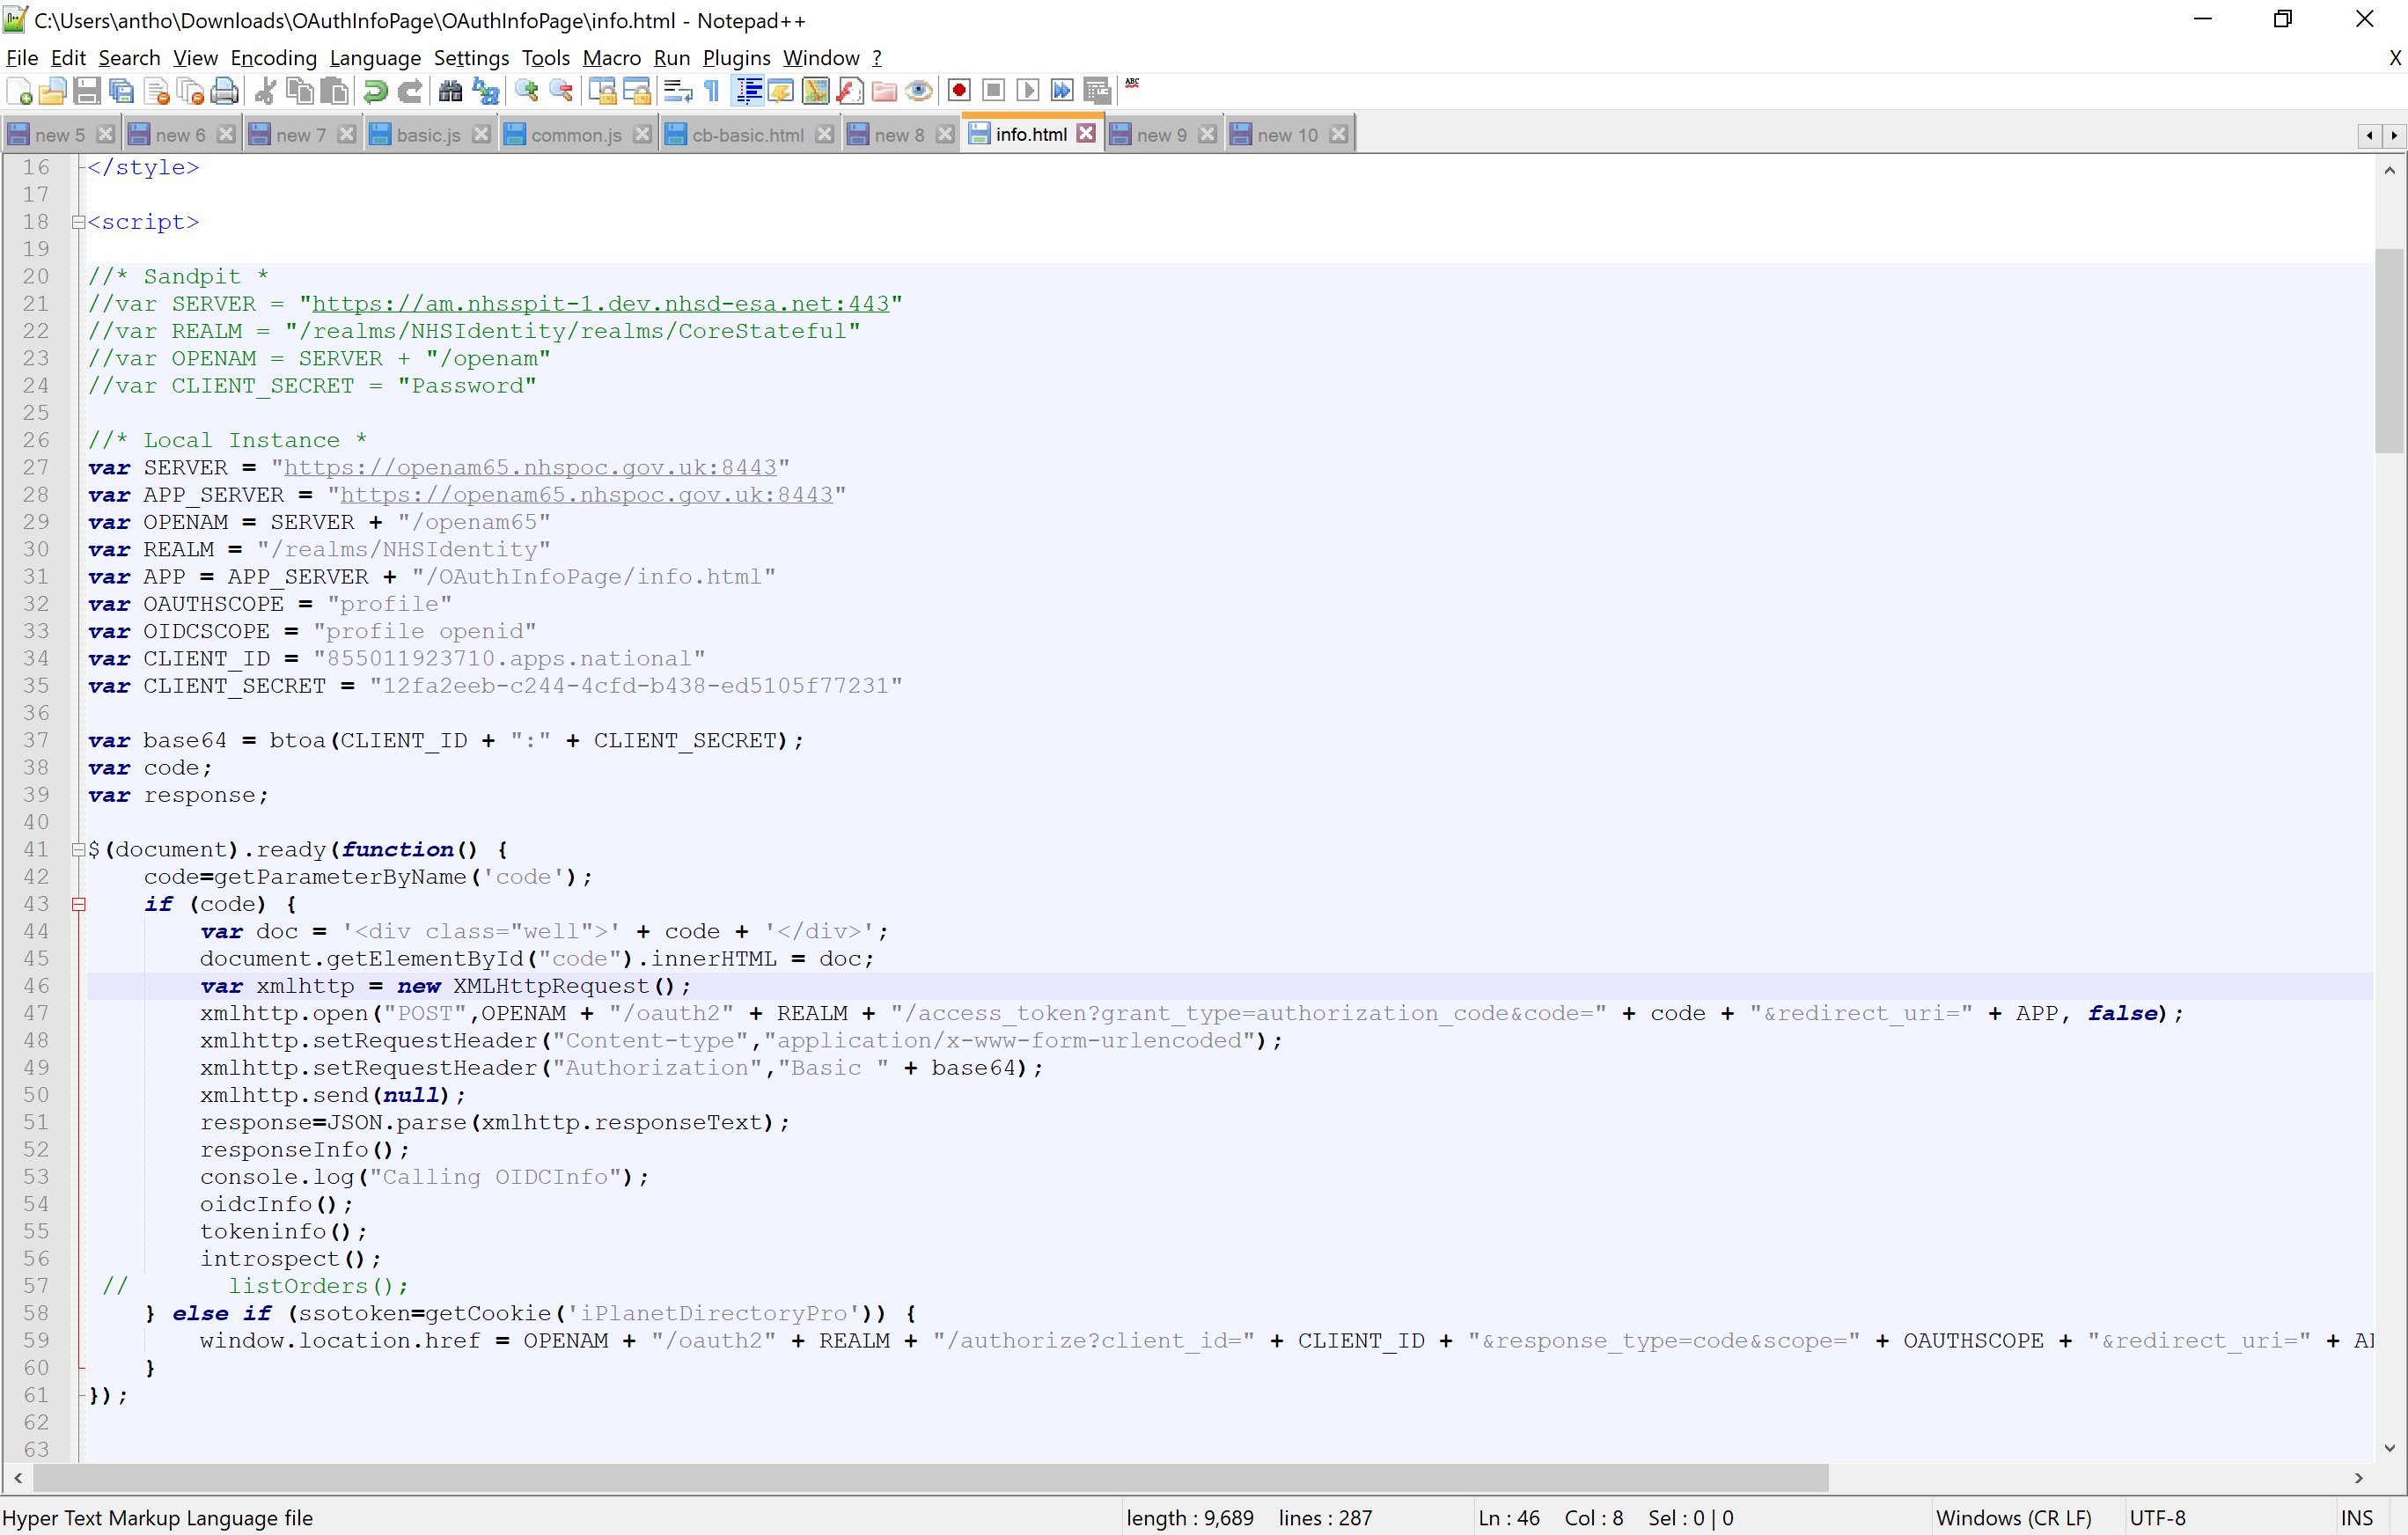 C:\Users\antho\Downloads\OAuthInfoPage\OAuthInfoPage\info.html - Notepad++
File Edit Search View Encoding Language Settings Tools Macro Run Plugins Window ? X
ABC
new 5 new 6 new 7 basic.js common.js cb-basic.html new 8 info.html new 9 new 10
16 </style>
17
18 <script>
19
20 //* Sandpit *
21 //var SERVER = "https://am.nhsspit-1.dev.nhsd-esa.net:443"
22 //var REALM = "/realms/NHSIdentity/realms/CoreStateful"
23 //var OPENAM = SERVER + "/openam"
24 //var CLIENT_SECRET = "Password"
25
26 //* Local Instance *
27 var SERVER = "https://openam65.nhspoc.gov.uk:8443"
28 var APP_SERVER = "https://openam65.nhspoc.gov.uk:8443"
29 var OPENAM = SERVER + "/openam65"
30 var REALM = "/realms/NHSIdentity"
31 var APP = APP_SERVER + "/OAuthInfoPage/info.html"
32 var OAUTHSCOPE = "profile"
33 var OIDCSCOPE = "profile openid"
34 var CLIENT_ID = "855011923710.apps.national"
35 var CLIENT_SECRET = "12fa2eeb-c244-4cfd-b438-ed5105f77231"
36
37 var base64 = btoa(CLIENT_ID + ":" + CLIENT_SECRET);
38 var code;
39 var response;
40
41 $(document).ready(function() {
42     code=getParameterByName('code');
43     if (code) {
44         var doc = '<div class="well">' + code + '</div>';
45         document.getElementById("code").innerHTML = doc;
46         var xmlhttp = new XMLHttpRequest();
47         xmlhttp.open("POST",OPENAM + "/oauth2" + REALM + "/access_token?grant_type=authorization_code&code=" + code + "&redirect_uri=" + APP, false);
48         xmlhttp.setRequestHeader("Content-type","application/x-www-form-urlencoded");
49         xmlhttp.setRequestHeader("Authorization","Basic " + base64);
50         xmlhttp.send(null);
51         response=JSON.parse(xmlhttp.responseText);
52         responseInfo();
53         console.log("Calling OIDCInfo");
54         oidcInfo();
55         tokeninfo();
56         introspect();
57  //       listOrders();
58     } else if (ssotoken=getCookie('iPlanetDirectoryPro')) {
59         window.location.href = OPENAM + "/oauth2" + REALM + "/authorize?client_id=" + CLIENT_ID + "&response_type=code&scope=" + OAUTHSCOPE + "&redirect_uri=" +
60     }
61 });
62
63
Hyper Text Markup Language file length : 9,689 lines : 287 Ln : 46 Col : 8 Sel : 0 | 0 Windows (CR LF) UTF-8 INS